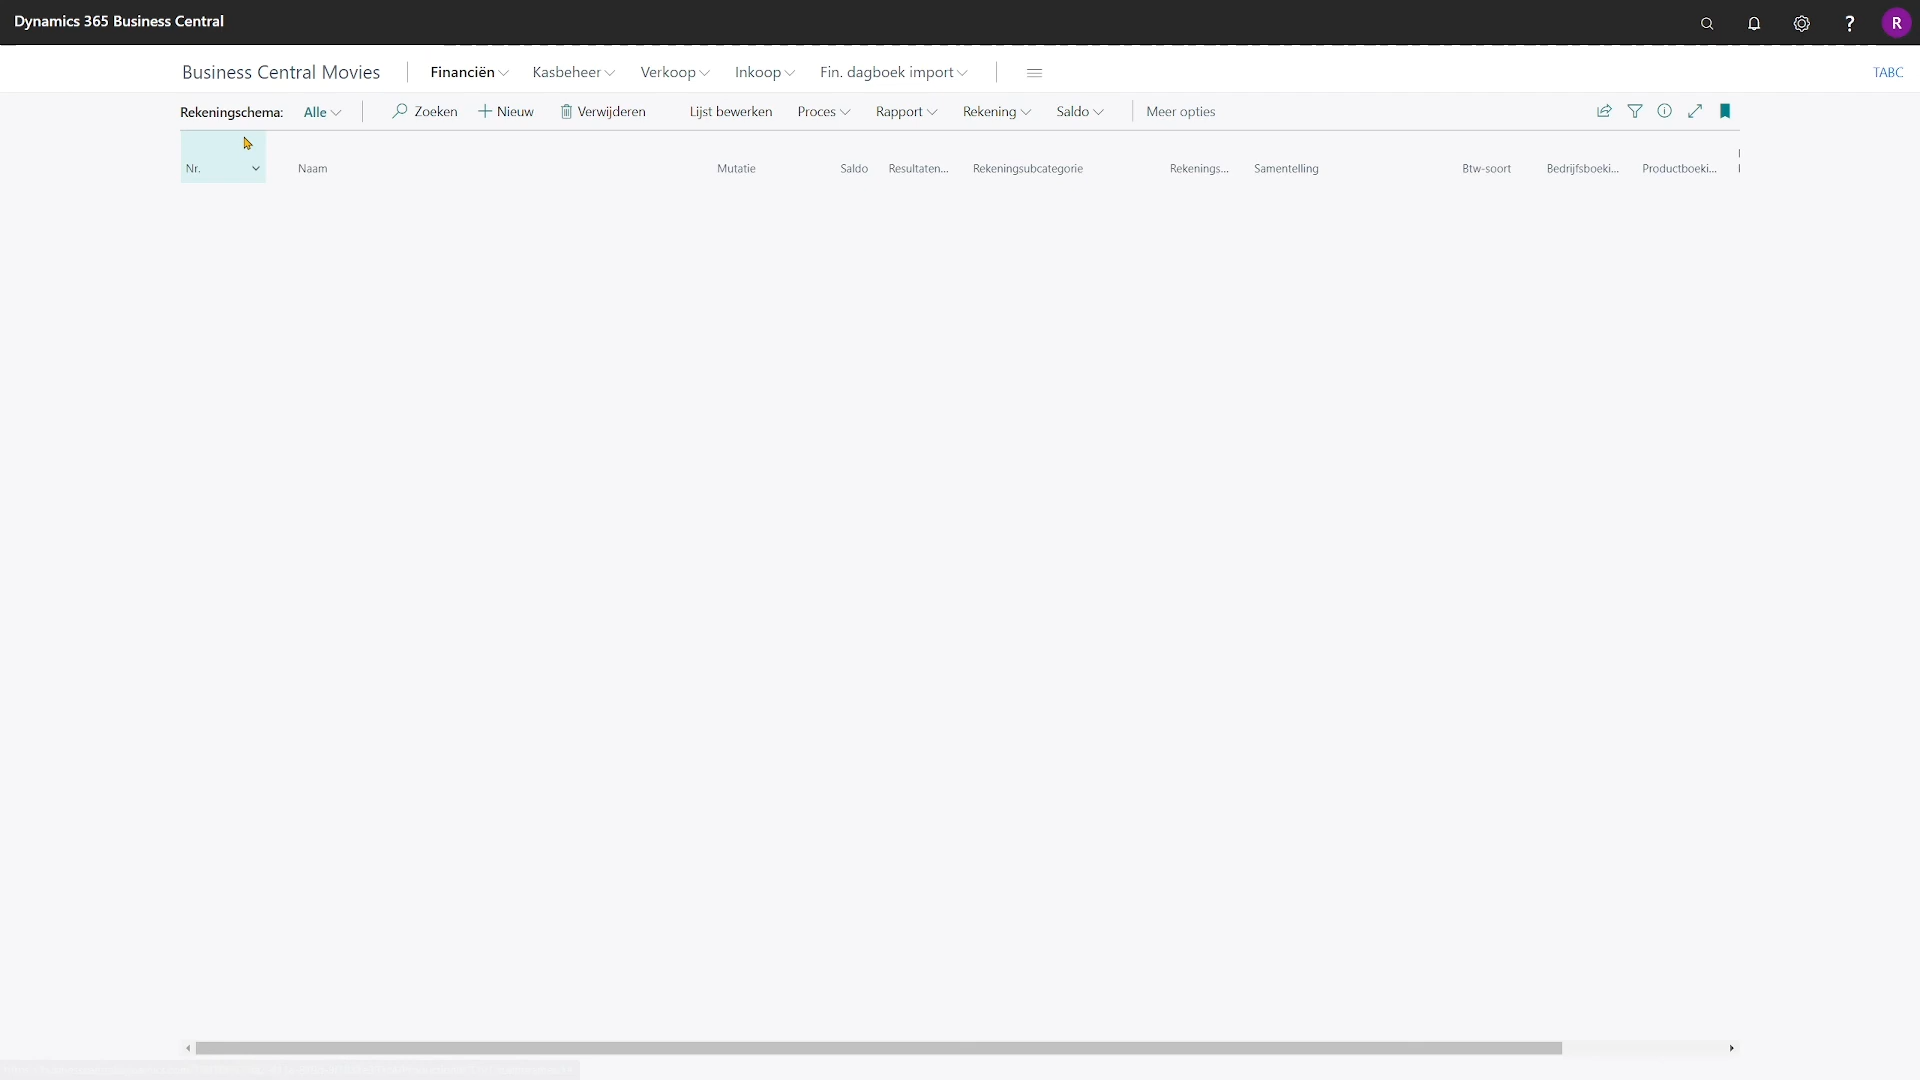 Dynamics 365 Business Central
R
Business Central Movies Financiën Kasbeheer Verkoop Inkoop Fin. dagboek import TABC
Rekeningschema: Alle Zoeken Nieuw Verwijderen Lijst bewerken Proces Rapport Rekening Saldo Meer opties
Nr. Naam Mutatie Saldo Resultaten... Rekeningsubcategorie Rekenings... Samentelling Btw-soort Bedrijfsboeki... Productboeki...